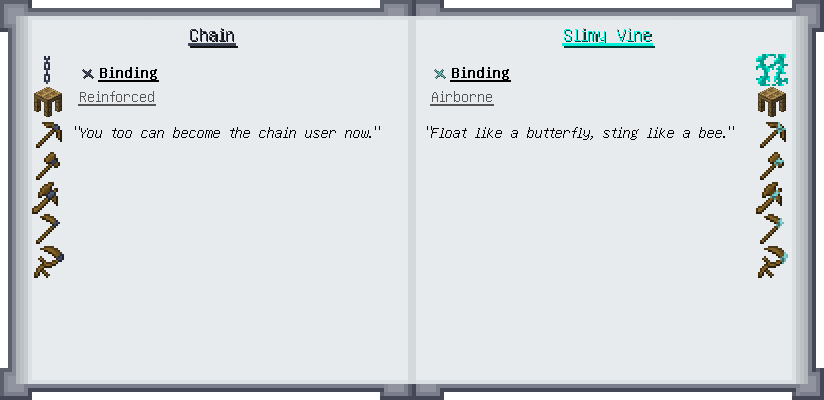 Chain
Binding
Reinforced
"You too can become the chain user now."
Slimy Vine
Binding
Airborne
"Float like a butterfly, sting like a bee."